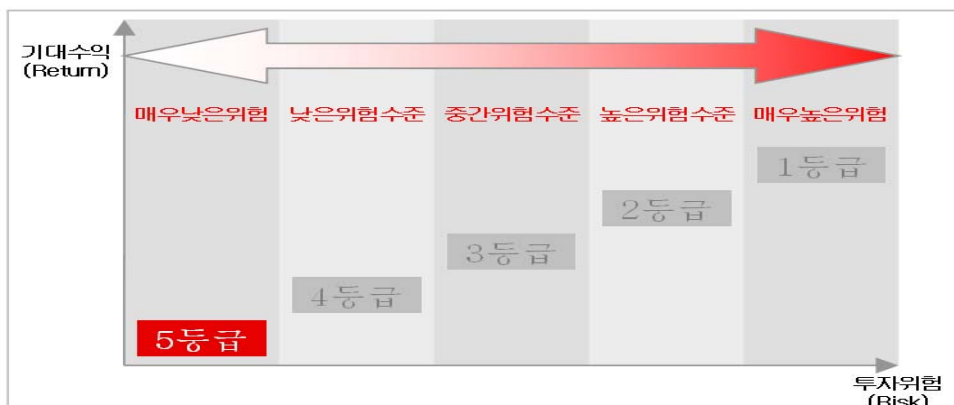 기대수익
(Return)
매우낮은위험 낮은위험수준 중간위험수준 높은위험수준 매우높은위험
1등급
2등급
3등급
4등급
5등급
투자위험
(Risk)